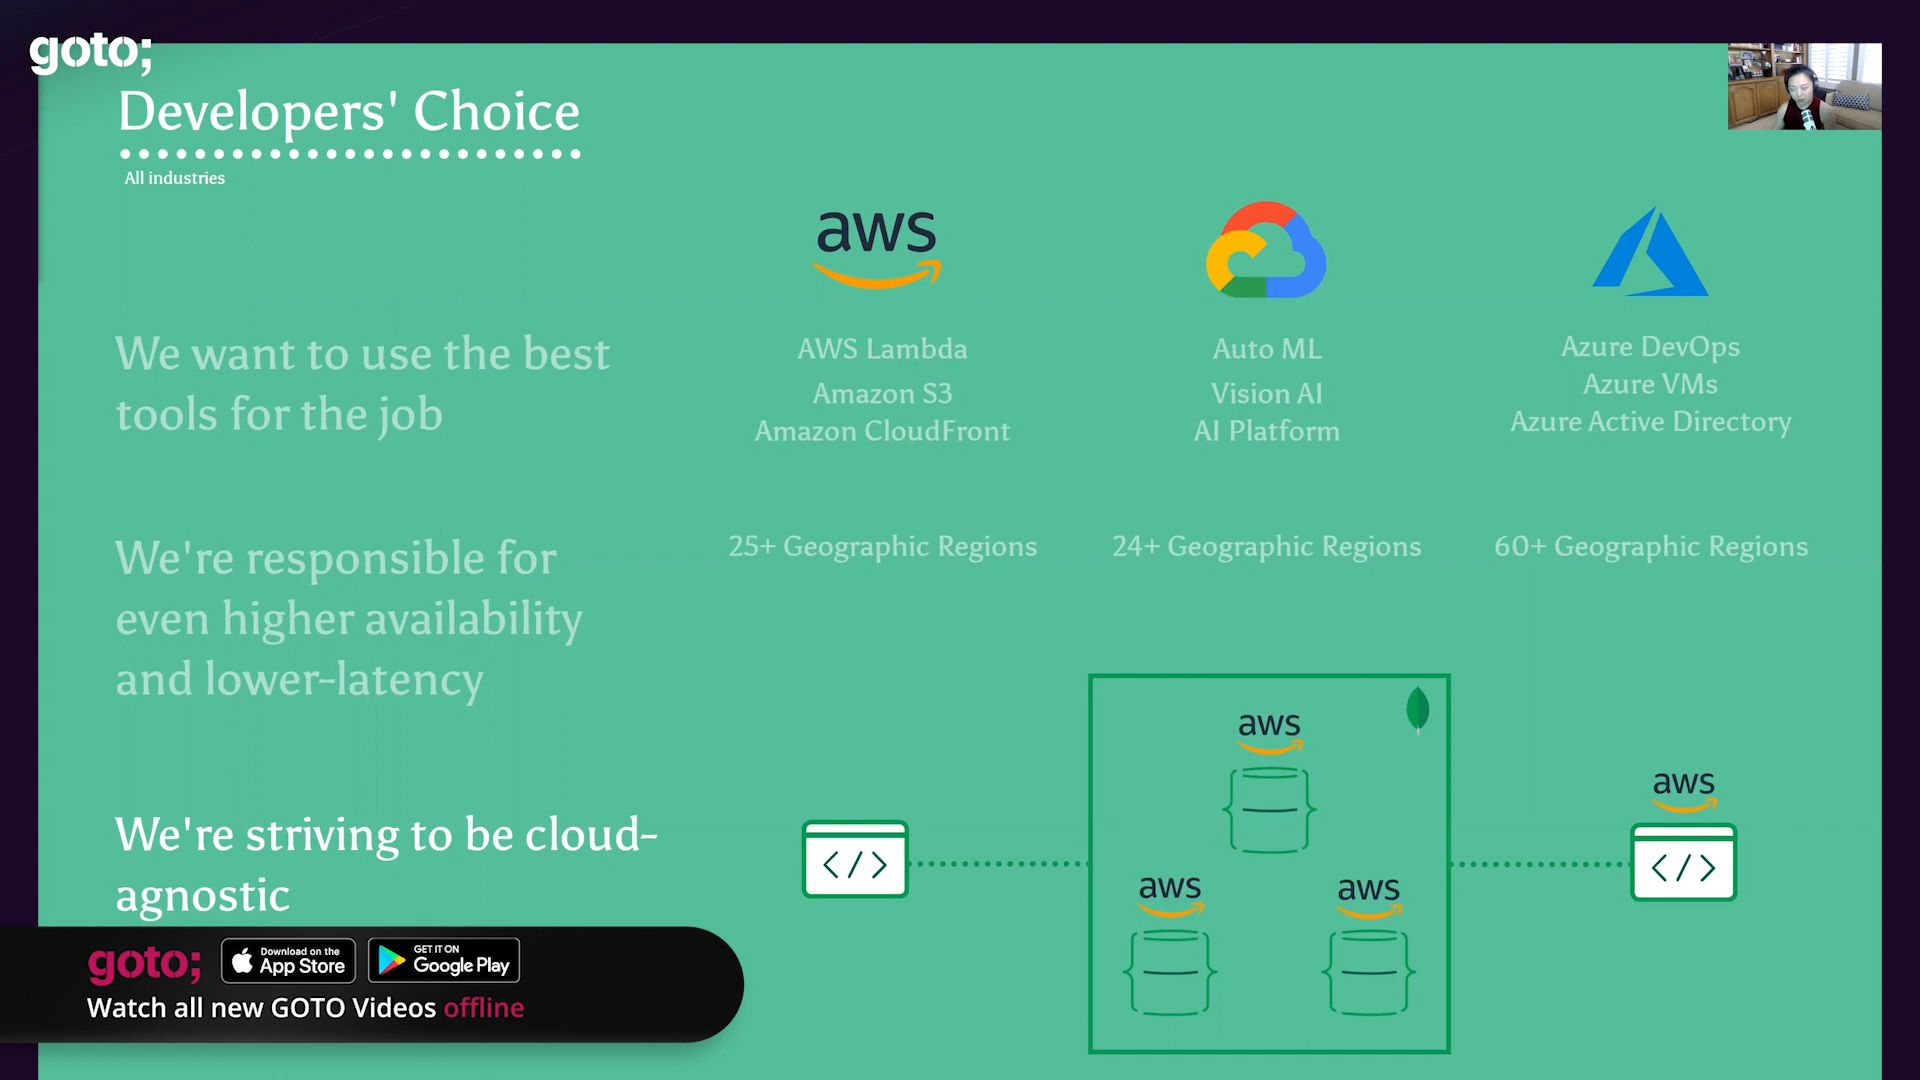 goto;
Developers' Choice
All industries
aws
We want to use the best
tools for the job
AWS Lambda
Amazon S3
Amazon CloudFront
Auto ML
Vision AI
AI Platform
Azure DevOps
Azure VMs
Azure Active Directory
We're responsible for
even higher availability
and lower-latency
25+ Geographic Regions
24+ Geographic Regions
60+ Geographic Regions
We're striving to be cloud-
agnostic
</>
aws
aws
aws
aws
</>
goto;
Download on the
App Store
GET IT ON
Google Play
Watch all new GOTO Videos offline